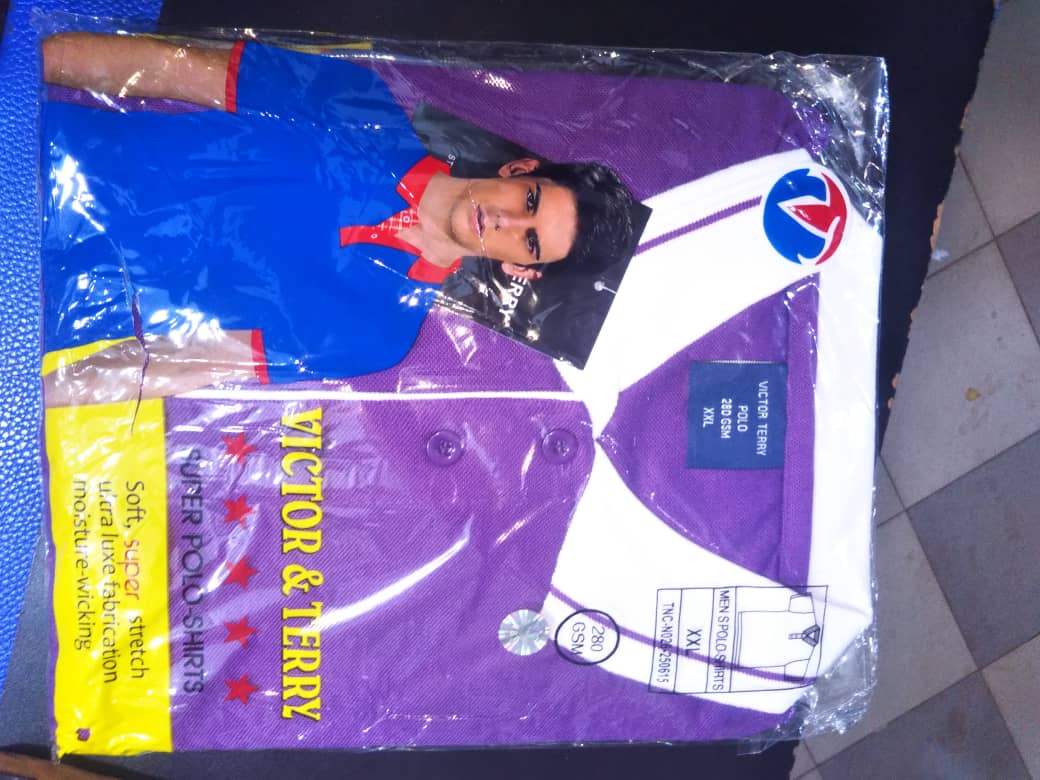 VICTOR & TERRY
SUPER POLO-SHIRTS
Soft, super stretch
ultra luxe fabrication
moisture-wicking
ERRY
VICTOR TERRY
POLO
280 GSM
XXL
280
GSM
MEN'S POLO-SHIRTS
XXL